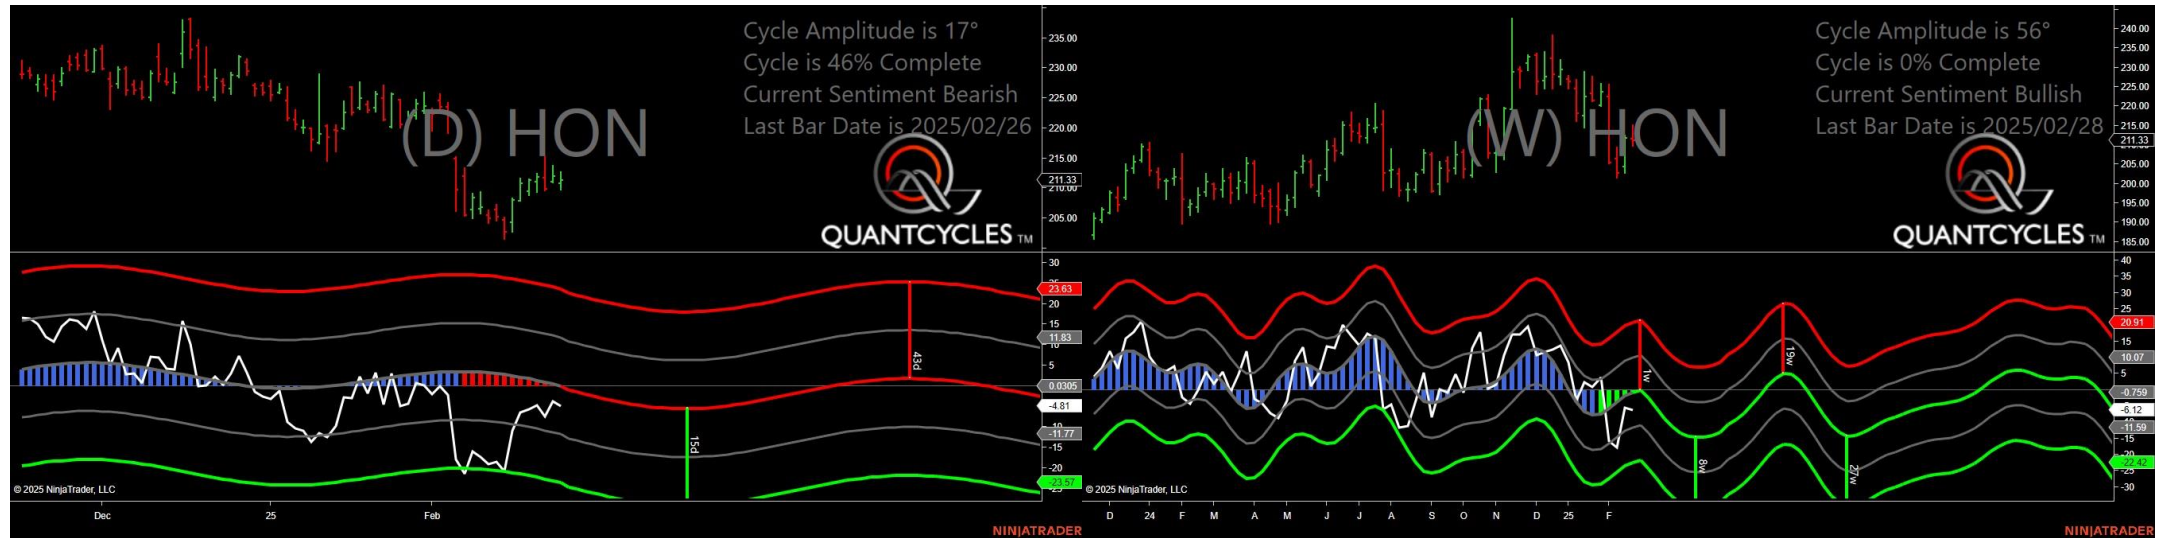 Cycle Amplitude is 17°
Cycle is 46% Complete
Current Sentiment Bearish
Last Bar Date is 2025/02/26
(D) HON
QUANTCYCLES TM
235.00
230.00
225.00
220.00
215.00
211.33
210.00
205.00
30
23.63
20
15
11.83
10
5
0.0305
-4.81
-10
-11.77
-15
-20
-23.57
43d
15d
© 2025 NinjaTrader, LLC
Dec 25 Feb
NINJATRADER
Cycle Amplitude is 56°
Cycle is 0% Complete
Current Sentiment Bullish
Last Bar Date is 2025/02/28
(W) HON
QUANTCYCLES TM
240.00
235.00
230.00
225.00
220.00
215.00
211.33
205.00
200.00
195.00
190.00
185.00
40
35
30
25
20.91
15
10.07
5
-0.759
-6.12
-11.59
-15
-20
-22.42
-25
-30
1w
19w
8w
27w
© 2025 NinjaTrader, LLC
D 24 F M A M J J A S O N D 25 F
NINJATRADER